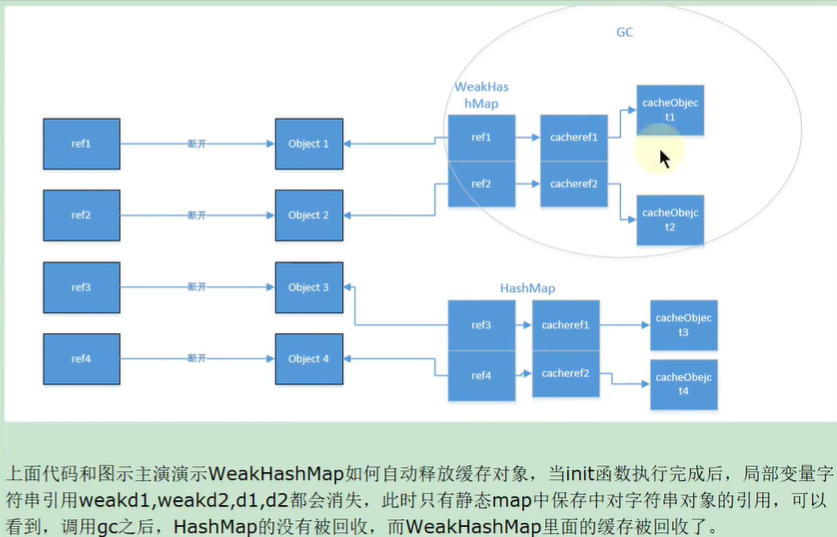 GC
WeakHas
hMap
cacheObjec
t1
ref1
断开
Object 1
ref1
cacheref1
ref2
断开
Object 2
ref2
cacheref2
cacheObejc
t2
HashMap
ref3
断开
Object 3
ref3
cacheref1
cacheObjec
t3
ref4
断开
Object 4
ref4
cacheref2
cacheObejc
t4
上面代码和图示主演演示WeakHashMap如何自动释放缓存对象，当init函数执行完成后，局部变量字
符串引用weakd1,weakd2,d1,d2都会消失，此时只有静态map中保存中对字符串对象的引用，可以
看到，调用gc之后，HashMap的没有被回收，而WeakHashMap里面的缓存被回收了。